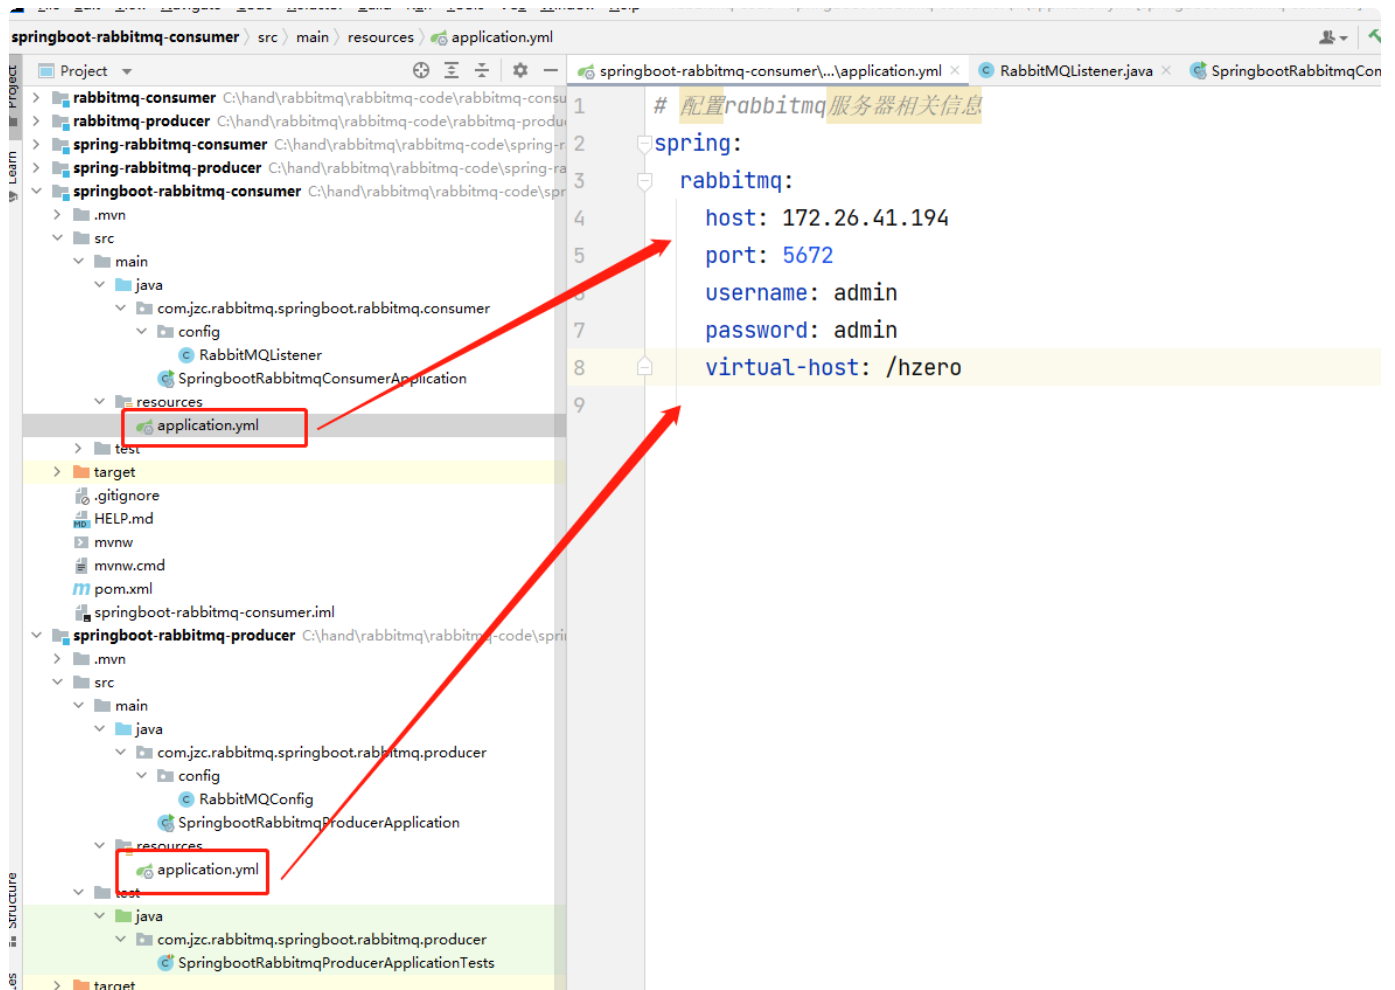 springboot-rabbitmq-consumer 〉 src 〉 main 〉 resources 〉 application.yml
Project
springboot-rabbitmq-consumer\...\application.yml
RabbitMQListener.java
SpringbootRabbitmqCon
rabbitmq-consumer C:\hand\rabbitmq\rabbitmq-code\rabbitmq-consu
rabbitmq-producer C:\hand\rabbitmq\rabbitmq-code\rabbitmq-produ
spring-rabbitmq-consumer C:\hand\rabbitmq\rabbitmq-code\spring-r
spring-rabbitmq-producer C:\hand\rabbitmq\rabbitmq-code\spring-ra
springboot-rabbitmq-consumer C:\hand\rabbitmq\rabbitmq-code\spr
.mvn
src
main
java
com.jzc.rabbitmq.springboot.rabbitmq.consumer
config
RabbitMQListener
SpringbootRabbitmqConsumerApplication
resources
application.yml
test
target
.gitignore
HELP.md
mvnw
mvnw.cmd
pom.xml
springboot-rabbitmq-consumer.iml
springboot-rabbitmq-producer C:\hand\rabbitmq\rabbitmq-code\spri
.mvn
src
main
java
com.jzc.rabbitmq.springboot.rabbitmq.producer
config
RabbitMQConfig
SpringbootRabbitmqProducerApplication
resources
application.yml
test
java
com.jzc.rabbitmq.springboot.rabbitmq.producer
SpringbootRabbitmqProducerApplicationTests
target
Project
Learn
Structure
1 # 配置rabbitmq服务器相关信息
2 spring:
3 rabbitmq:
4 host: 172.26.41.194
5 port: 5672
6 username: admin
7 password: admin
8 virtual-host: /hzero
9